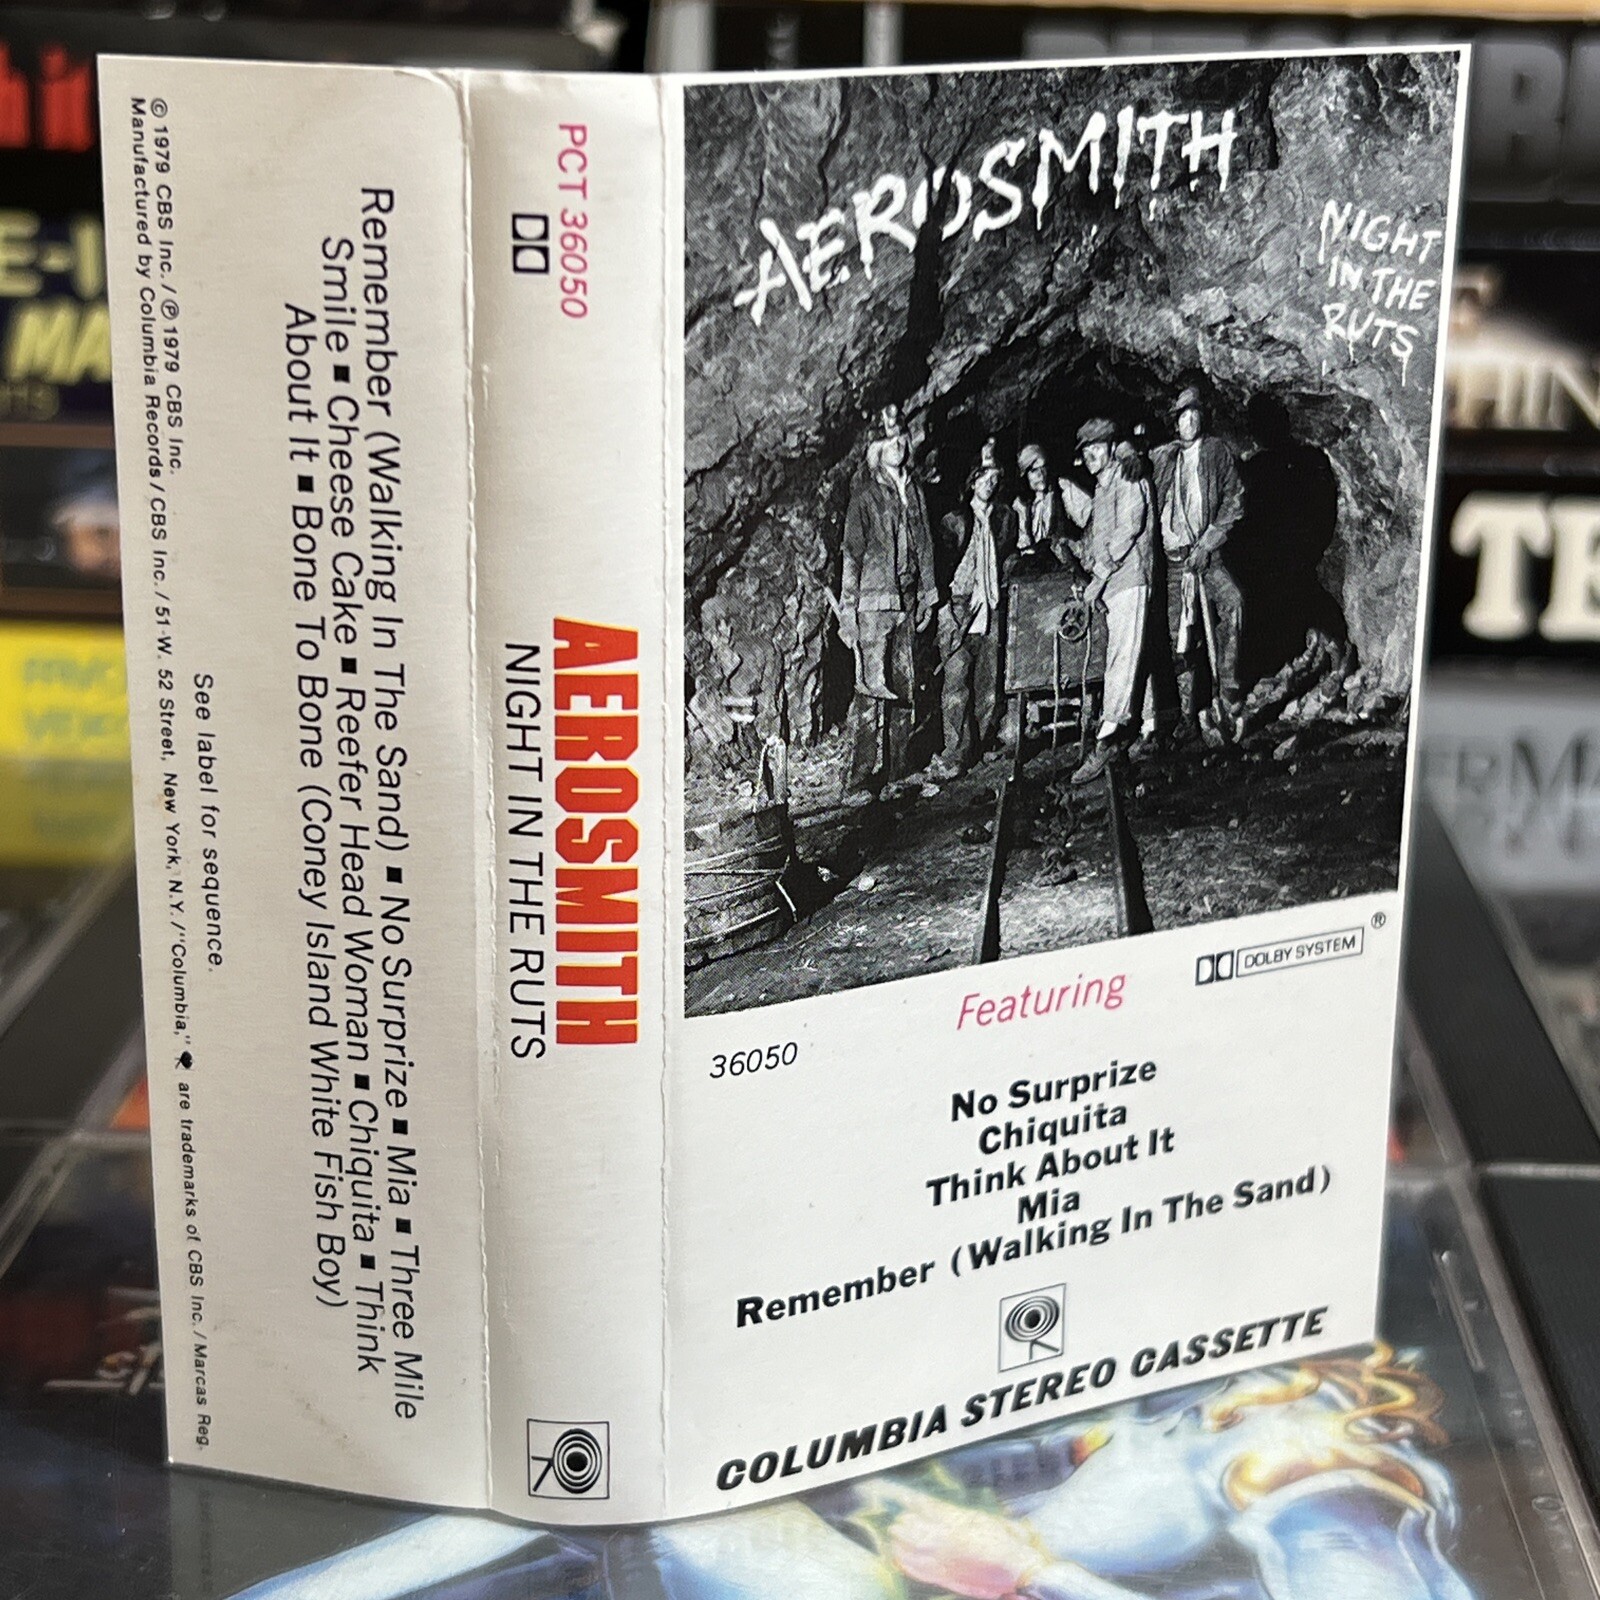 © 1979 CBS Inc./℗ 1979 CBS Inc.
Manufactured by Columbia Records/CBS Inc./51 W. 52 Street, New York, N.Y./"Columbia," are trademarks of CBS Inc./Marcas Reg.
See label for sequence.
Remember (Walking In The Sand) ■ No Surprize ■ Mia ■ Three Mile
Smile ■ Cheese Cake ■ Reefer Head Woman ■ Chiquita ■ Think
About It ■ Bone To Bone (Coney Island White Fish Boy)
PCT 36050
AEROSMITH
NIGHT IN THE RUTS
AEROSMITH
NIGHT
IN THE
RUTS
DOLBY SYSTEM ®
Featuring
36050
No Surprize
Chiquita
Think About It
Mia
Remember (Walking In The Sand)
COLUMBIA STEREO CASSETTE
TE